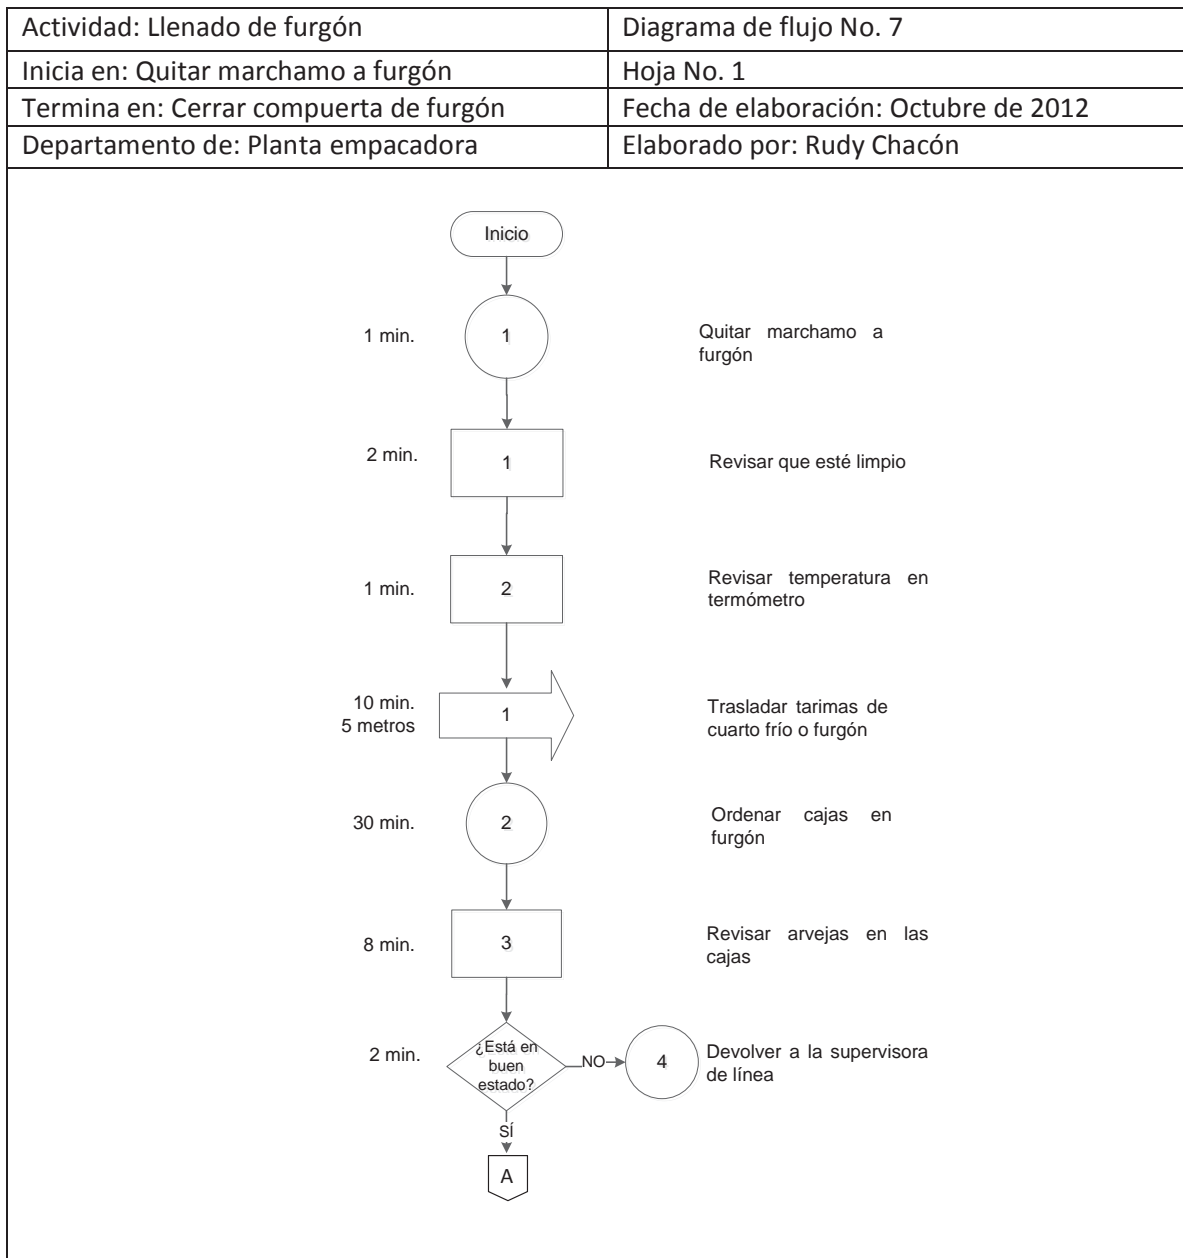 Actividad: Llenado de furgón
Diagrama de flujo No. 7
Inicia en: Quitar marchamo a furgón
Hoja No. 1
Termina en: Cerrar compuerta de furgón
Fecha de elaboración: Octubre de 2012
Departamento de: Planta empacadora
Elaborado por: Rudy Chacón
Inicio
1 min.
1
Quitar marchamo a
furgón
2 min.
1
Revisar que esté limpio
1 min.
2
Revisar temperatura en
termómetro
10 min.
5 metros
1
Trasladar tarimas de
cuarto frío o furgón
30 min.
2
Ordenar cajas en
furgón
8 min.
3
Revisar arvejas en las
cajas
2 min.
¿Está en
buen
estado?
NO
4
Devolver a la supervisora
de línea
SÍ
A